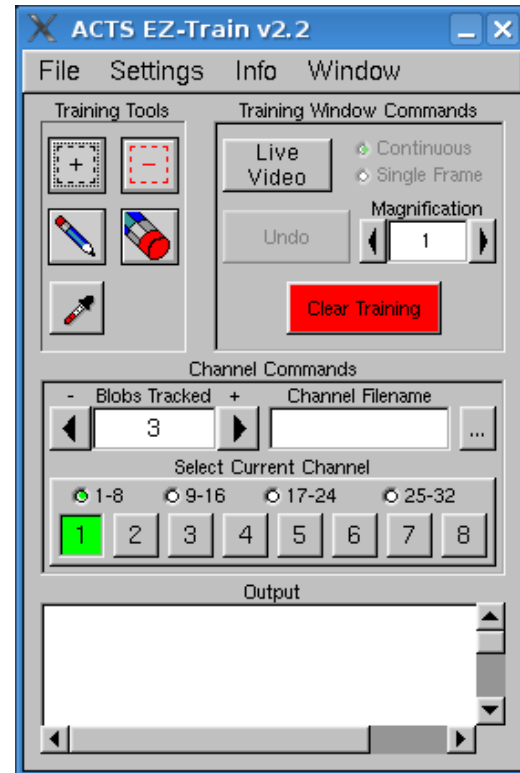 ACTS EZ-Train v2.2
File Settings Info Window
Training Tools
+
-
Training Window Commands
Live
Video
Continuous
Single Frame
Undo
Magnification
1
Clear Training
Channel Commands
- Blobs Tracked + Channel Filename
3
...
Select Current Channel
1-8 9-16 17-24 25-32
1 2 3 4 5 6 7 8
Output